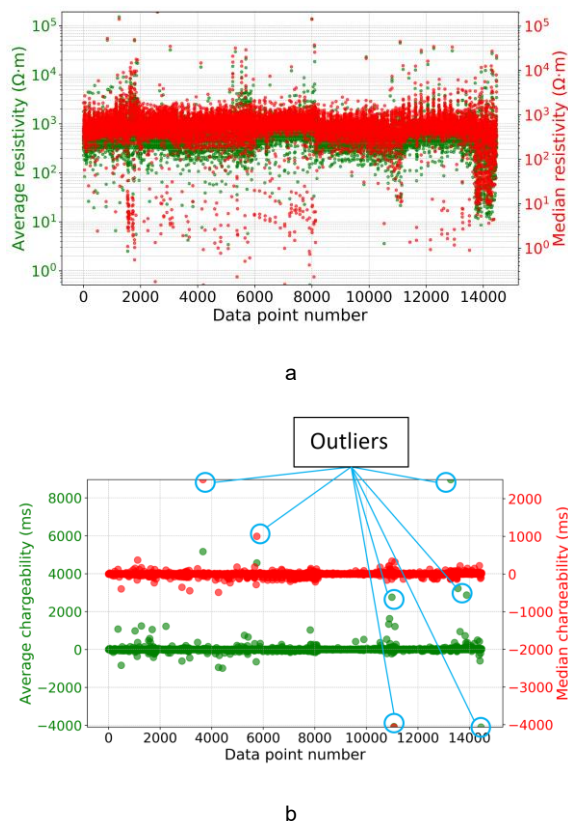 10⁵
10⁴
10³
10²
10¹
10⁰
Average resistivity (Ω·m)
10⁵
10⁴
10³
10²
10¹
10⁰
Median resistivity (Ω·m)
0 2000 4000 6000 8000 10000 12000 14000
Data point number
a
Outliers
8000
6000
4000
2000
0
−2000
−4000
Average chargeability (ms)
2000
1000
0
−1000
−2000
−3000
−4000
Median chargeability (ms)
0 2000 4000 6000 8000 10000 12000 14000
Data point number
b